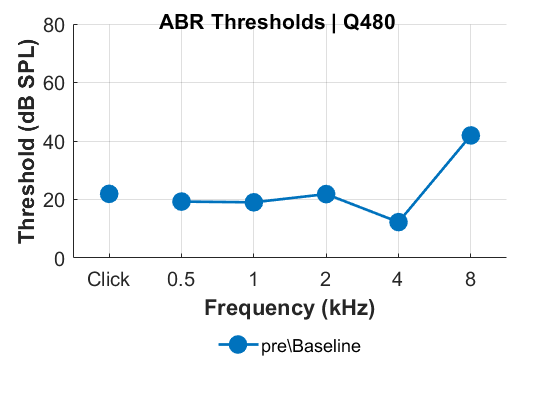 ABR Thresholds | Q480
80
60
40
20
0
Threshold (dB SPL)
Click 0.5 1 2 4 8
Frequency (kHz)
pre\Baseline